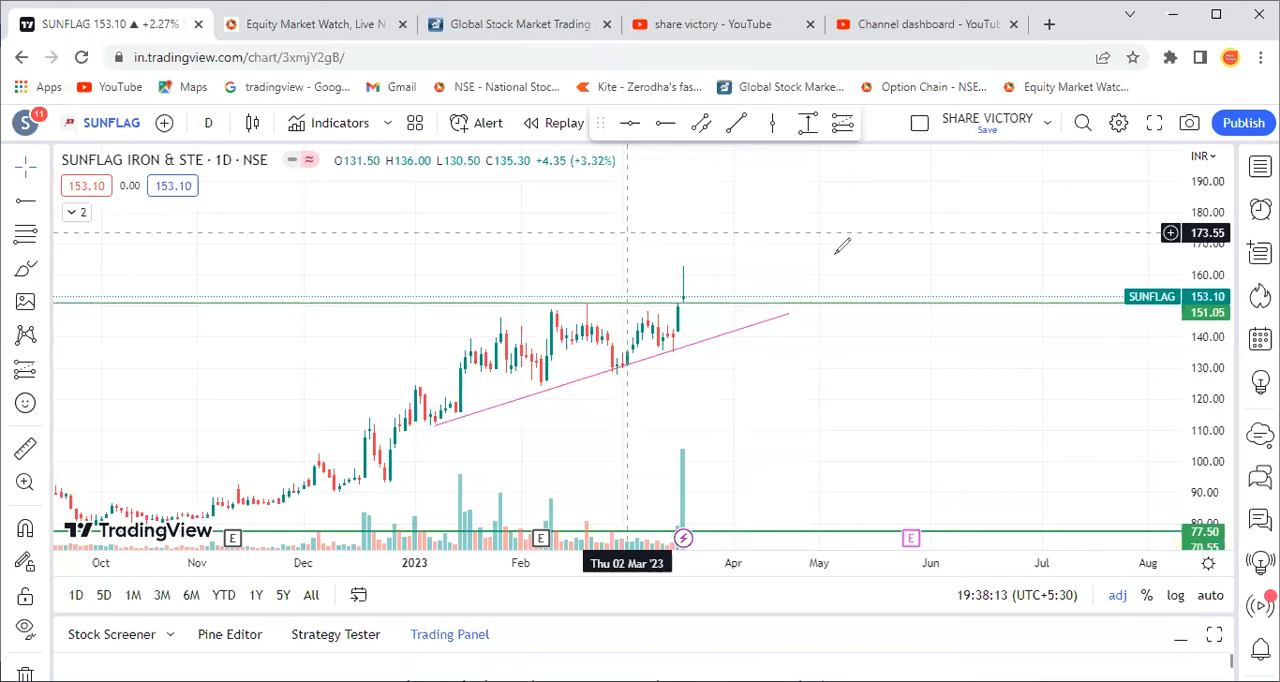 SUNFLAG 153.10 ▲ +2.27%
Equity Market Watch, Live N
Global Stock Market Trading
share victory - YouTube
Channel dashboard - YouTu
in.tradingview.com/chart/3xmjY2gB/
Apps
YouTube
Maps
tradingview - Goog...
Gmail
NSE - National Stoc...
Kite - Zerodha's fas...
Global Stock Marke...
Option Chain - NSE...
Equity Market Watc...
S
11
SUNFLAG
D
Indicators
Alert
Replay
SHARE VICTORY
Save
Publish
SUNFLAG IRON & STE · 1D · NSE
O131.50 H136.00 L130.50 C135.30 +4.35 (+3.32%)
INR
153.10
0.00
153.10
2
190.00
180.00
173.55
170.00
160.00
SUNFLAG
153.10
151.05
140.00
130.00
120.00
110.00
100.00
90.00
80.00
77.50
70.55
TradingView
E
E
E
Oct
Nov
Dec
2023
Feb
Thu 02 Mar '23
Apr
May
Jun
Jul
Aug
1D
5D
1M
3M
6M
YTD
1Y
5Y
All
19:38:13 (UTC+5:30)
adj
%
log
auto
Stock Screener
Pine Editor
Strategy Tester
Trading Panel